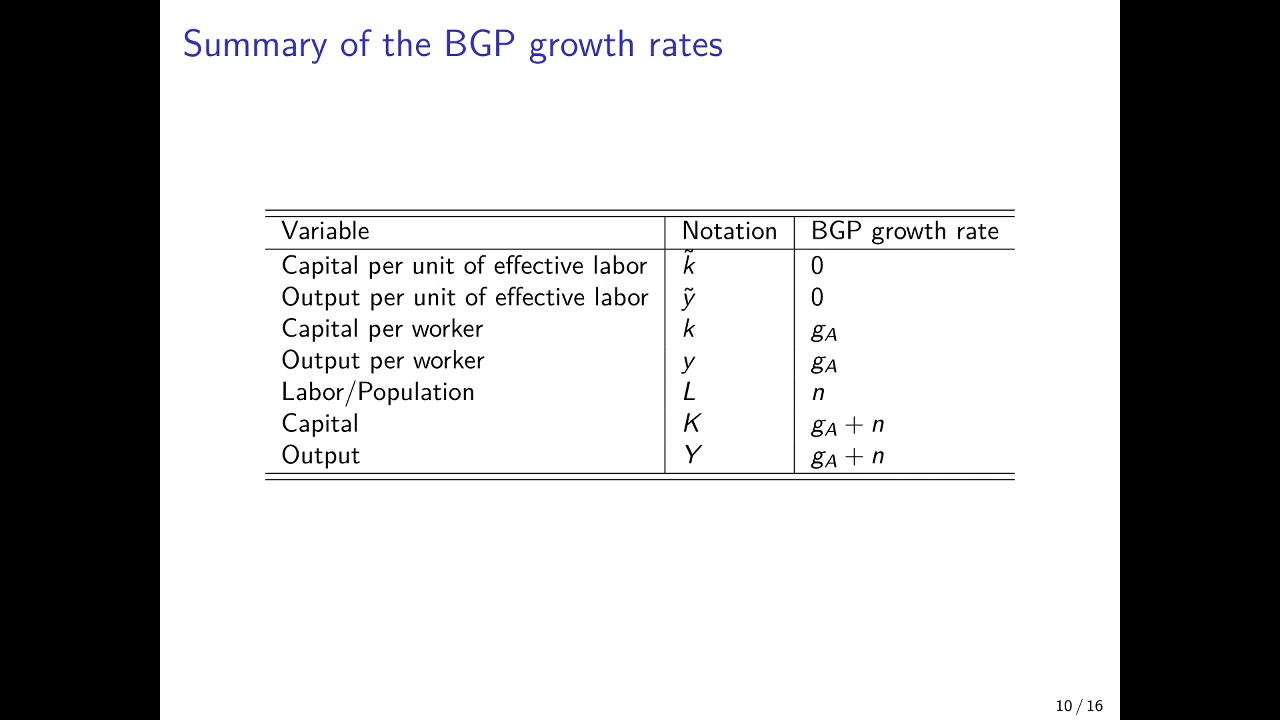 Summary of the BGP growth rates
Variable Notation BGP growth rate
Capital per unit of effective labor k̃ 0
Output per unit of effective labor ỹ 0
Capital per worker k g_A
Output per worker y g_A
Labor/Population L n
Capital K g_A + n
Output Y g_A + n
10 / 16